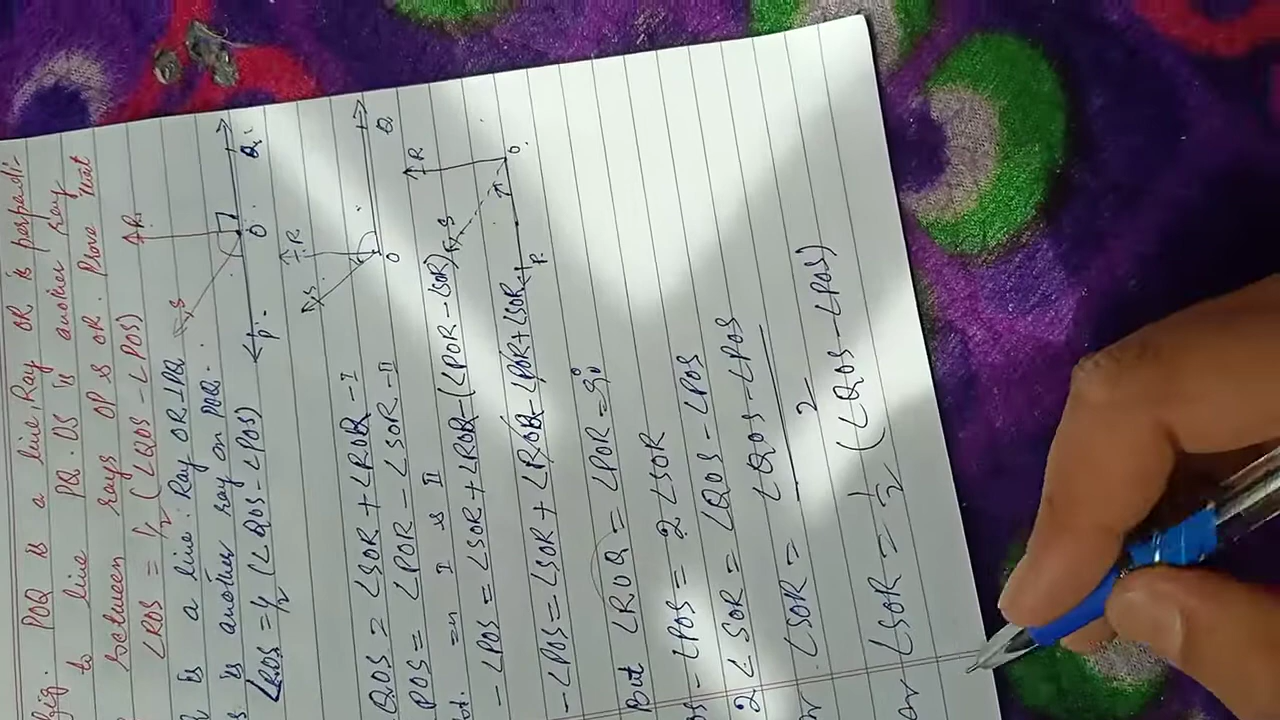 fig. POQ is a line, Ray OR is perpendi-
to line PQ. OS is another ray
between rays OP & OR. Prove that
∠ROS = 1/2 (∠QOS - ∠POS)
is a line. Ray OR ⊥ PQ
is another ray on POQ.
∠ROS = 1/2 (∠QOS - ∠POS)
S
R
P
O
Q
QOS = ∠SOR + ∠ROQ - I
POS = ∠POR - ∠SOR - II
S
R
O
Q
I & II
- ∠POS = ∠SOR + ∠ROQ - (∠POR - ∠SOR)
- ∠POS = ∠SOR + ∠ROQ - ∠POR + ∠SOR
S
R
P
O
But ∠ROQ = ∠POR = 90°
OS - ∠POS = 2 ∠SOR
2 ∠SOR = ∠QOS - ∠POS
or ∠SOR = ∠QOS - ∠POS / 2
or ∠SOR = 1/2 (∠QOS - ∠POS)